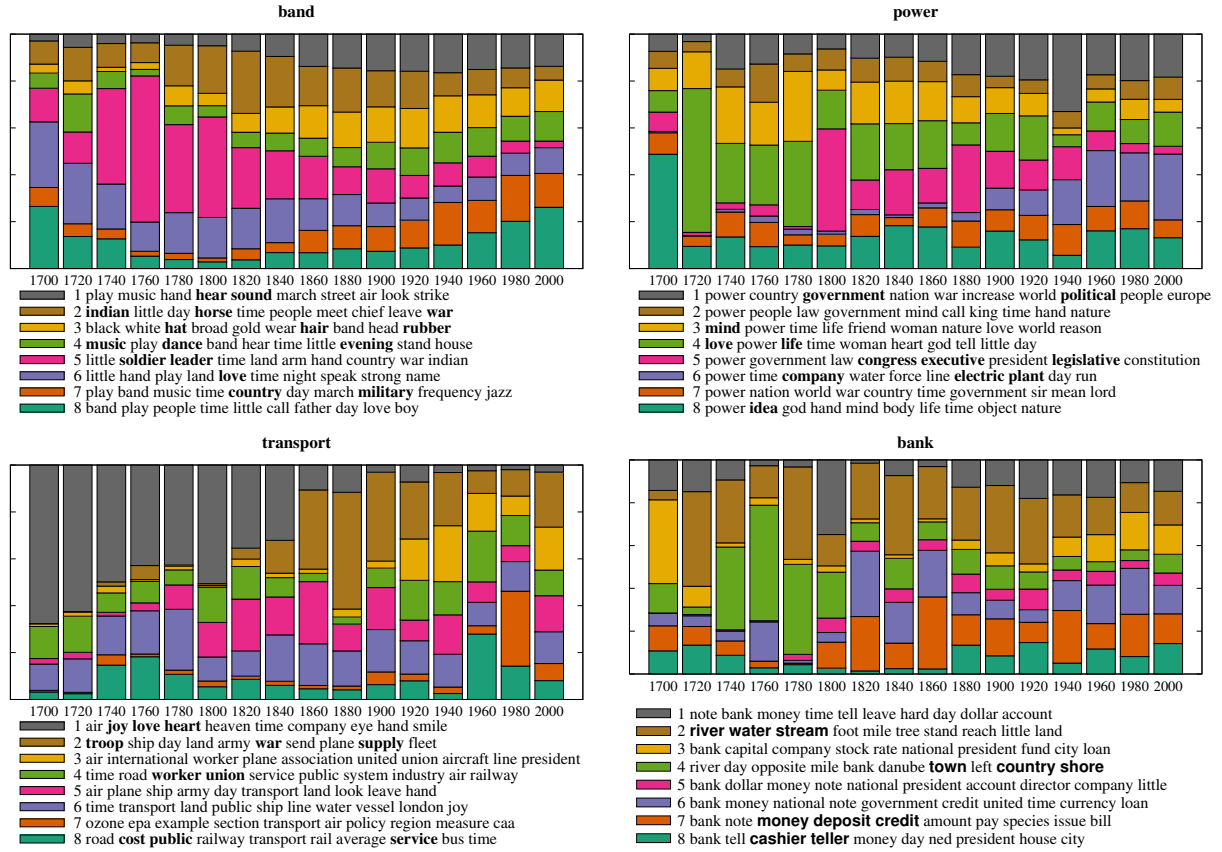 band
1700 1720 1740 1760 1780 1800 1820 1840 1860 1880 1900 1920 1940 1960 1980 2000
1 play music hand hear sound march street air look strike
2 indian little day horse time people meet chief leave war
3 black white hat broad gold wear hair band head rubber
4 music play dance band hear time little evening stand house
5 little soldier leader time land arm hand country war indian
6 little hand play land love time night speak strong name
7 play band music time country day march military frequency jazz
8 band play people time little call father day love boy
power
1700 1720 1740 1760 1780 1800 1820 1840 1860 1880 1900 1920 1940 1960 1980 2000
1 power country government nation war increase world political people europe
2 power people law government mind call king time hand nature
3 mind power time life friend woman nature love world reason
4 love power life time woman heart god tell little day
5 power government law congress executive president legislative constitution
6 power time company water force line electric plant day run
7 power nation world war country time government sir mean lord
8 power idea god hand mind body life time object nature
transport
1700 1720 1740 1760 1780 1800 1820 1840 1860 1880 1900 1920 1940 1960 1980 2000
1 air joy love heart heaven time company eye hand smile
2 troop ship day land army war send plane supply fleet
3 air international worker plane association united union aircraft line president
4 time road worker union service public system industry air railway
5 air plane ship army day transport land look leave hand
6 time transport land public ship line water vessel london joy
7 ozone epa example section transport air policy region measure caa
8 road cost public railway transport rail average service bus time
bank
1700 1720 1740 1760 1780 1800 1820 1840 1860 1880 1900 1920 1940 1960 1980 2000
1 note bank money time tell leave hard day dollar account
2 river water stream foot mile tree stand reach little land
3 bank capital company stock rate national president fund city loan
4 river day opposite mile bank danube town left country shore
5 bank dollar money note national president account director company little
6 bank money national note government credit united time currency loan
7 bank note money deposit credit amount pay species issue bill
8 bank tell cashier teller money day ned president house city